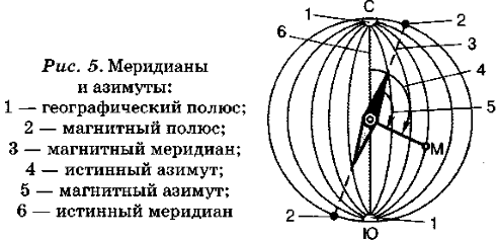 Рис. 5. Меридианы
и азимуты:
1 — географический полюс;
2 — магнитный полюс;
3 — магнитный меридиан;
4 — истинный азимут;
5 — магнитный азимут;
6 — истинный меридиан
1 С 2
6 3
4
5
М
2 1
Ю